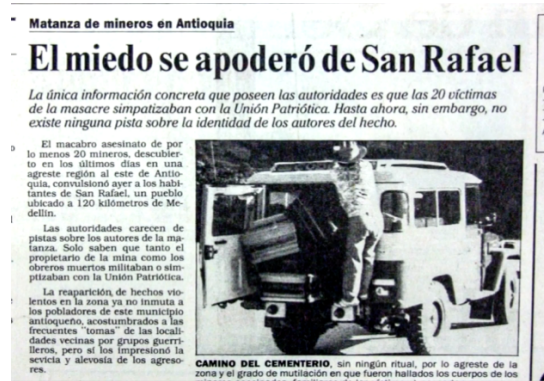 Matanza de mineros en Antioquia
El miedo se apoderó de San Rafael
La única información concreta que poseen las autoridades es que las 20 víctimas
de la masacre simpatizaban con la Unión Patriótica. Hasta ahora, sin embargo, no
existe ninguna pista sobre la identidad de los autores del hecho.
El macabro asesinato de por
lo menos 20 mineros, descubier-
to en los últimos días en una
agreste región al este de Antio-
quia, convulsionó ayer a los habi-
tantes de San Rafael, un pueblo
ubicado a 120 kilómetros de Me-
dellín.
Las autoridades carecen de
pistas sobre los autores de la ma-
tanza. Solo saben que tanto el
propietario de la mina como los
obreros muertos militaban o sim-
ptizaban con la Unión Patriótica.
La reaparición de hechos vio-
lentos en la zona ya no inmuta a
los pobladores de este municipio
antioqueño, acostumbrados a las
frecuentes "tomas" de las locali-
dades vecinas por grupos guerri-
lleros, pero sí los impresionó la
sevicia y alevosía de los agreso-
res.
CAMINO DEL CEMENTERIO, sin ningún ritual, por lo agreste de la
zona y el grado de mutilación en que fueron hallados los cuerpos de los